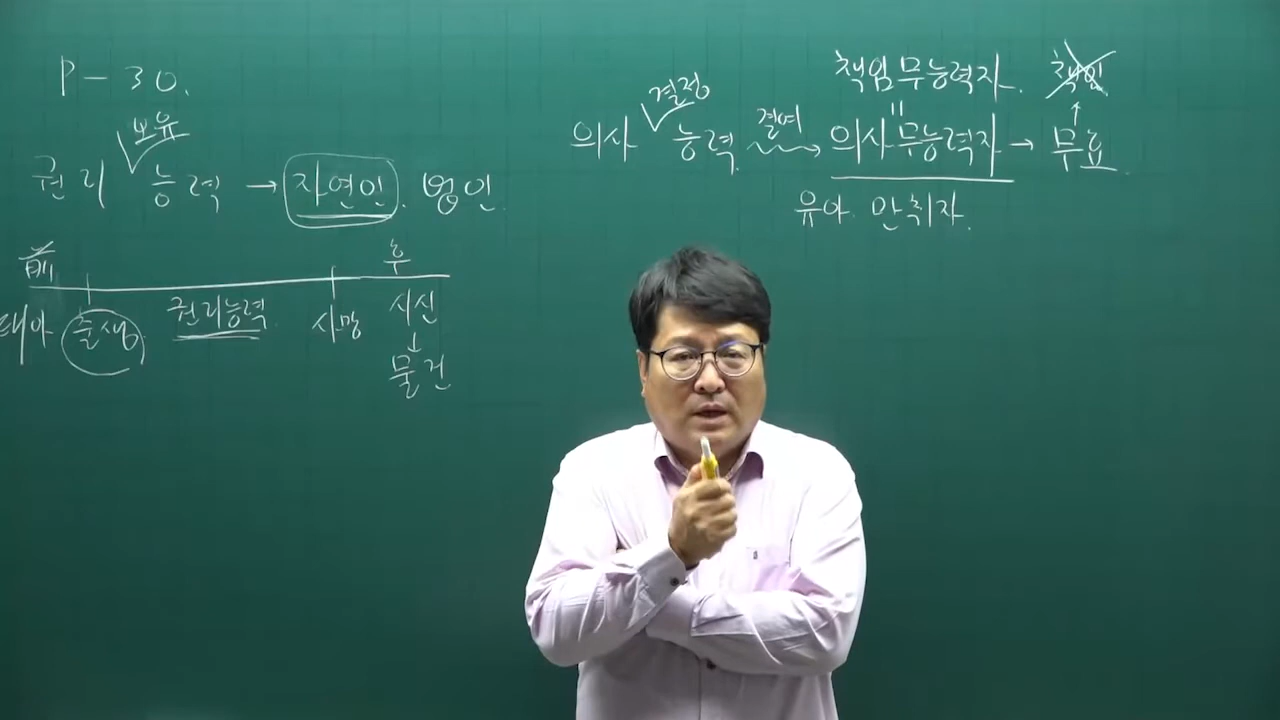 P - 30.
보유
권리 능력 → 자연인. 법인.
前 후
태아 출생 권리능력 사망 시신
↓
물건
책임무능력자. 책임
결정 " ↑
의사 능력. 결여 → 의사무능력자 → 무효
유아. 만취자.